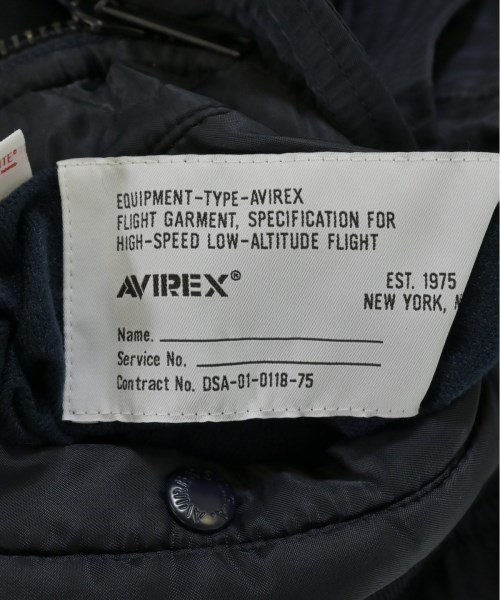 EQUIPMENT-TYPE-AVIREX
FLIGHT GARMENT, SPECIFICATION FOR
HIGH-SPEED LOW-ALTITUDE FLIGHT
AVIREX®
EST. 1975
NEW YORK,
Name.
Service No.
Contract No. DSA-01-0118-75